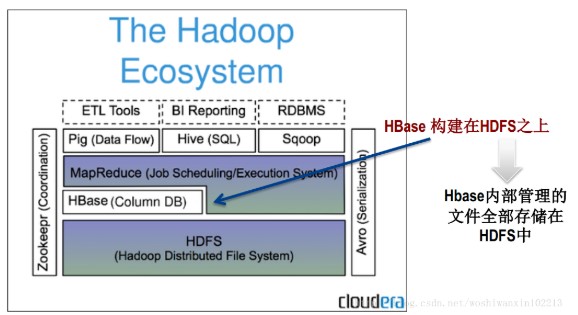 The Hadoop
Ecosystem
ETL Tools
BI Reporting
RDBMS
Pig (Data Flow)
Hive (SQL)
Sqoop
MapReduce (Job Scheduling/Execution System)
HBase (Column DB)
HDFS
(Hadoop Distributed File System)
Zookeepr (Coordination)
Avro (Serialization)
cloudera
HBase 构建在HDFS之上
Hbase内部管理的
文件全部存储在
HDFS中
og.csdn.net/woshiwanxin102213